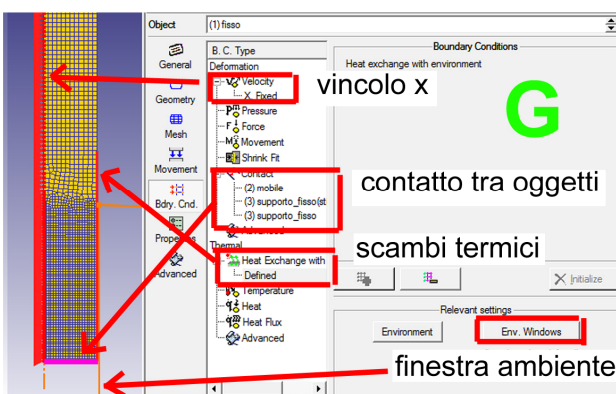 Object
(1) fisso
General
Geometry
Mesh
Movement
Bdry. Cnd.
Properties
Advanced
B. C. Type
Deformation
Velocity
X, Fixed
Pressure
Force
Movement
Shrink Fit
Contact
(2) mobile
(3) supporto_fisso(st
(3) supporto_fisso
Advanced
Thermal
Heat Exchange with
Defined
Temperature
Heat
Heat Flux
Advanced
Boundary Conditions
Heat exchange with environment
G
vincolo x
contatto tra oggetti
scambi termici
Initialize
Relevant settings
Environment
Env. Windows
finestra ambiente